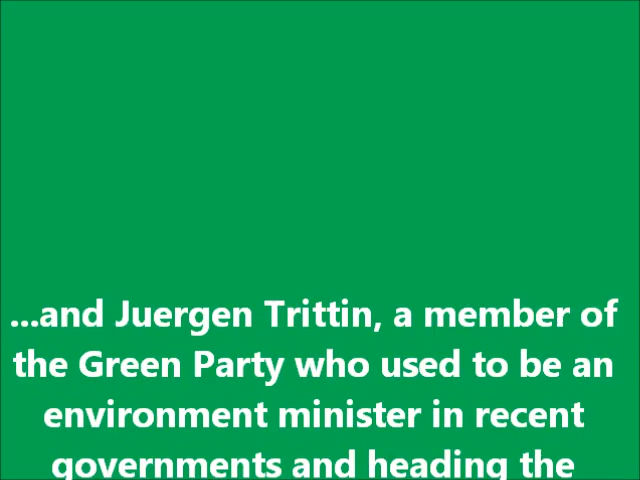 ...and Juergen Trittin, a member of
the Green Party who used to be an
environment minister in recent
governments and heading the